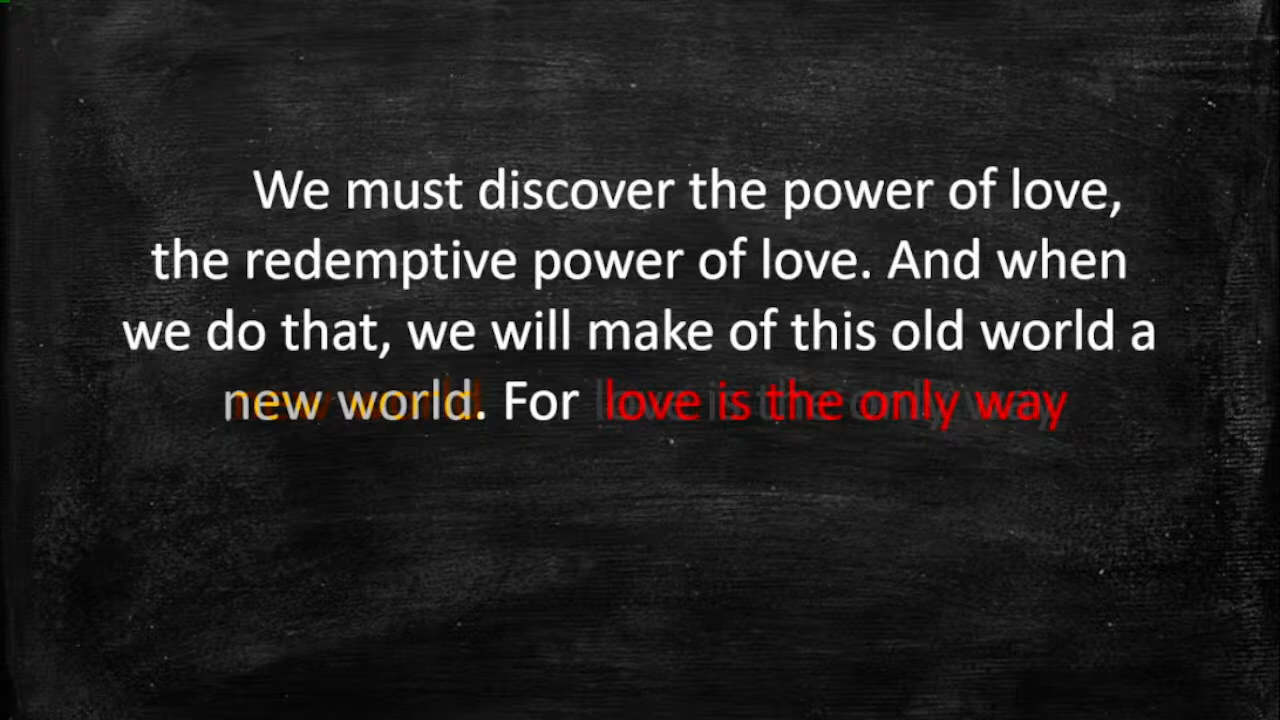 We must discover the power of love,
the redemptive power of love. And when
we do that, we will make of this old world a
new world. For love is the only way